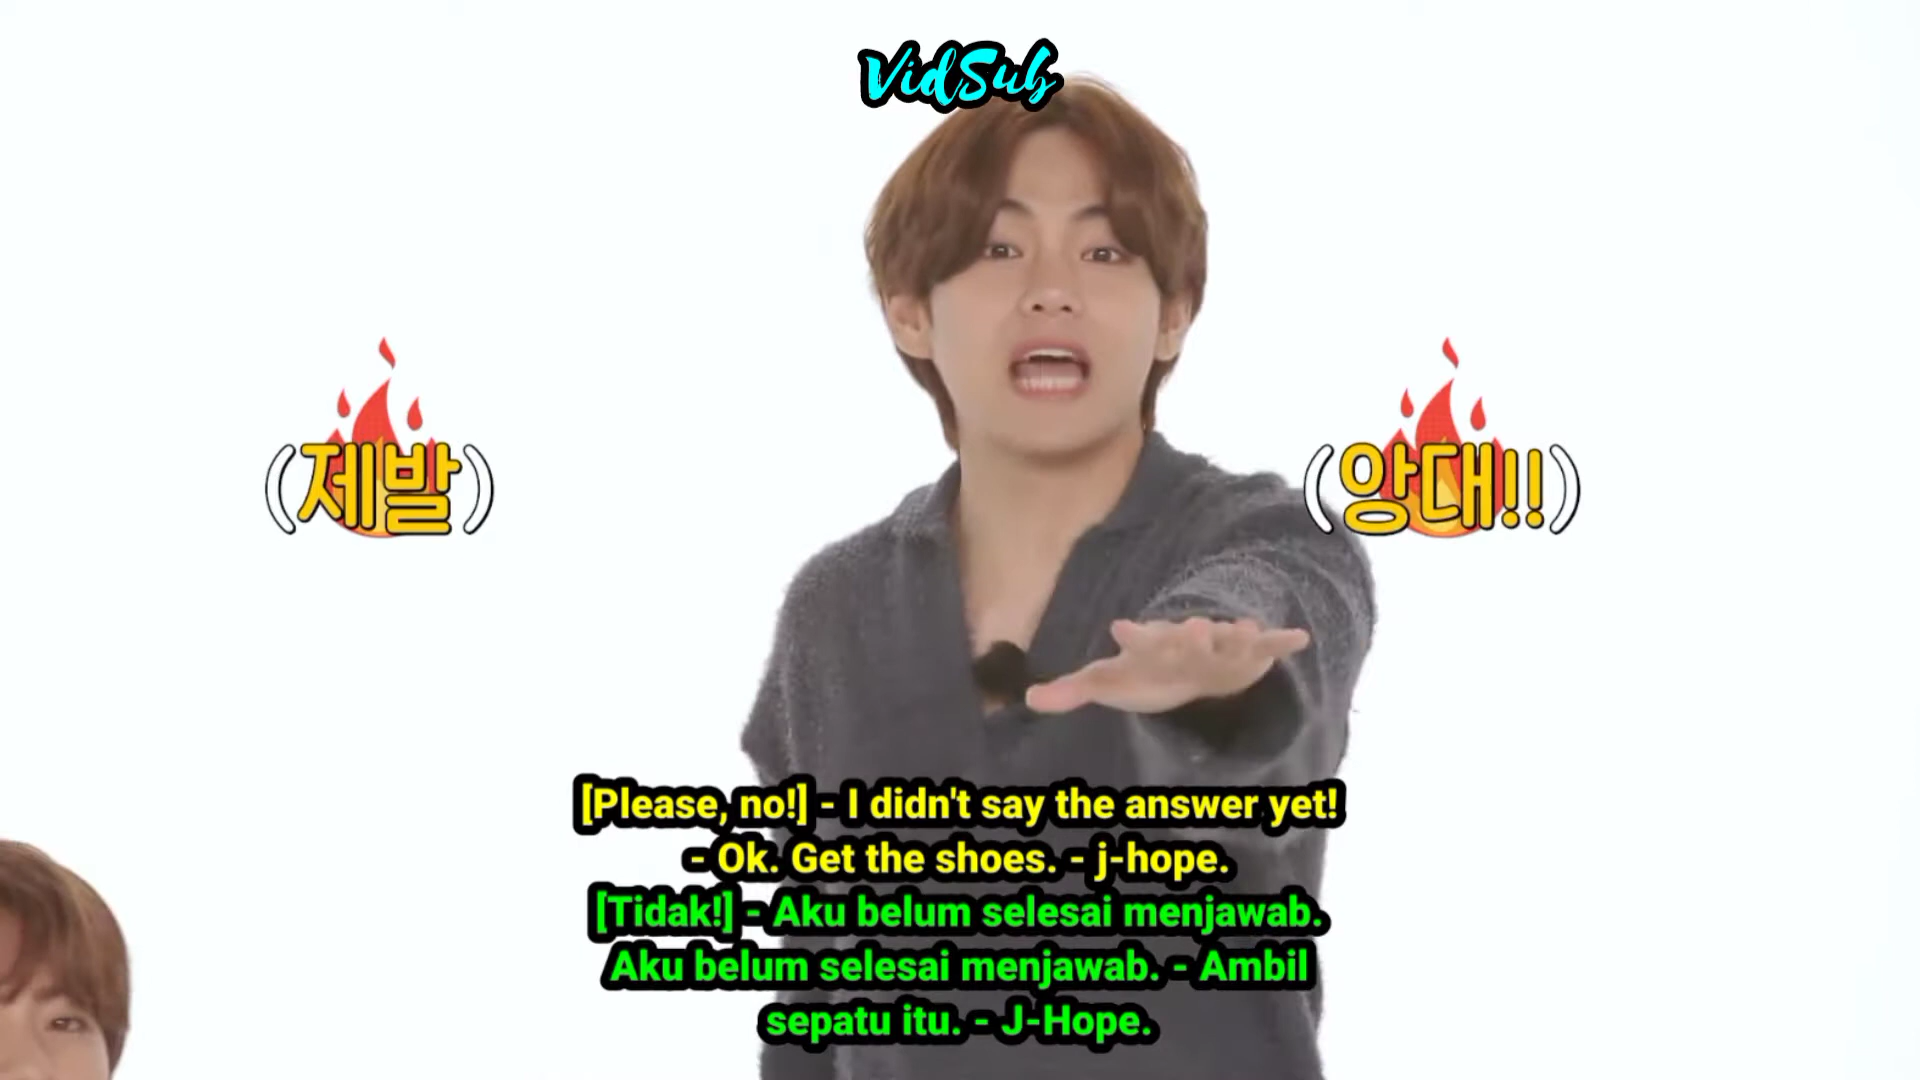 VidSub
(제발)
(앙대!!)
[Please, no!] - I didn't say the answer yet!
- Ok. Get the shoes. - j-hope.
[Tidak!] - Aku belum selesai menjawab.
Aku belum selesai menjawab. - Ambil
sepatu itu. - J-Hope.